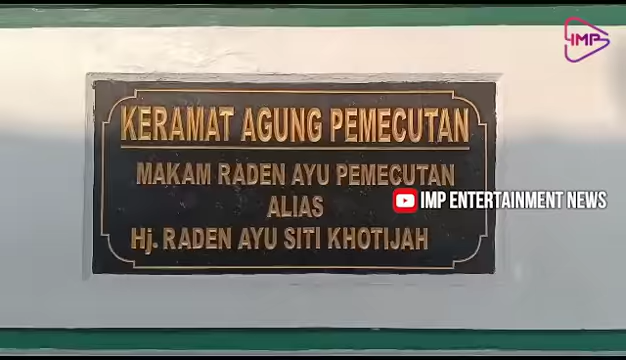 IMP
KERAMAT AGUNG PEMECUTAN
MAKAM RADEN AYU PEMECUTAN
ALIAS
IMP ENTERTAINMENT NEWS
Hj. RADEN AYU SITI KHOTIJAH